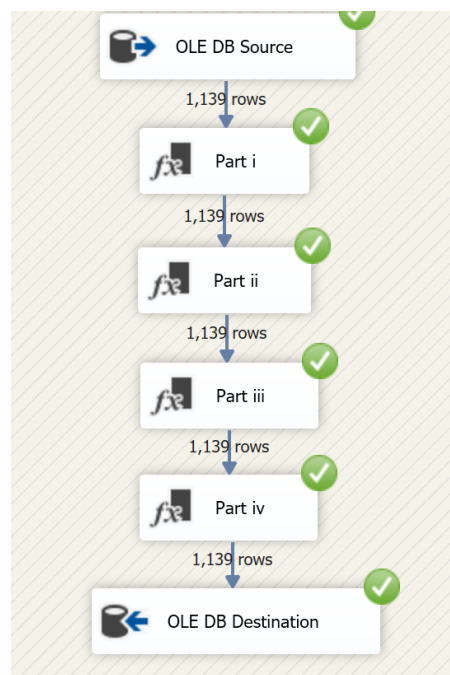 OLE DB Source
1,139 rows
Part i
1,139 rows
Part ii
1,139 rows
Part iii
1,139 rows
Part iv
1,139 rows
OLE DB Destination